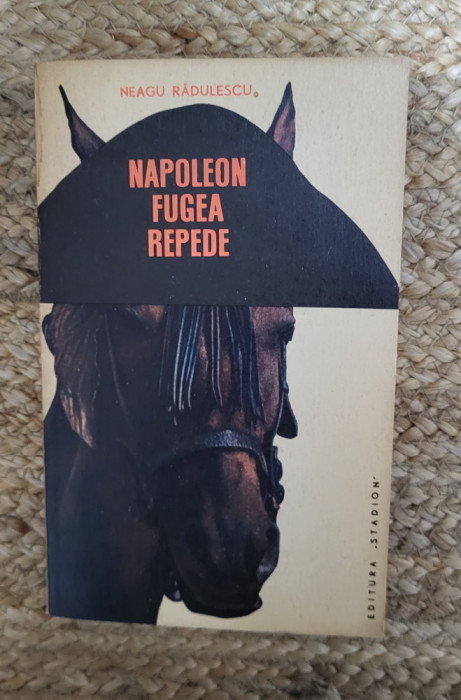 NEAGU RĂDULESCU
NAPOLEON
FUGEA
REPEDE
EDITURA „STADION"